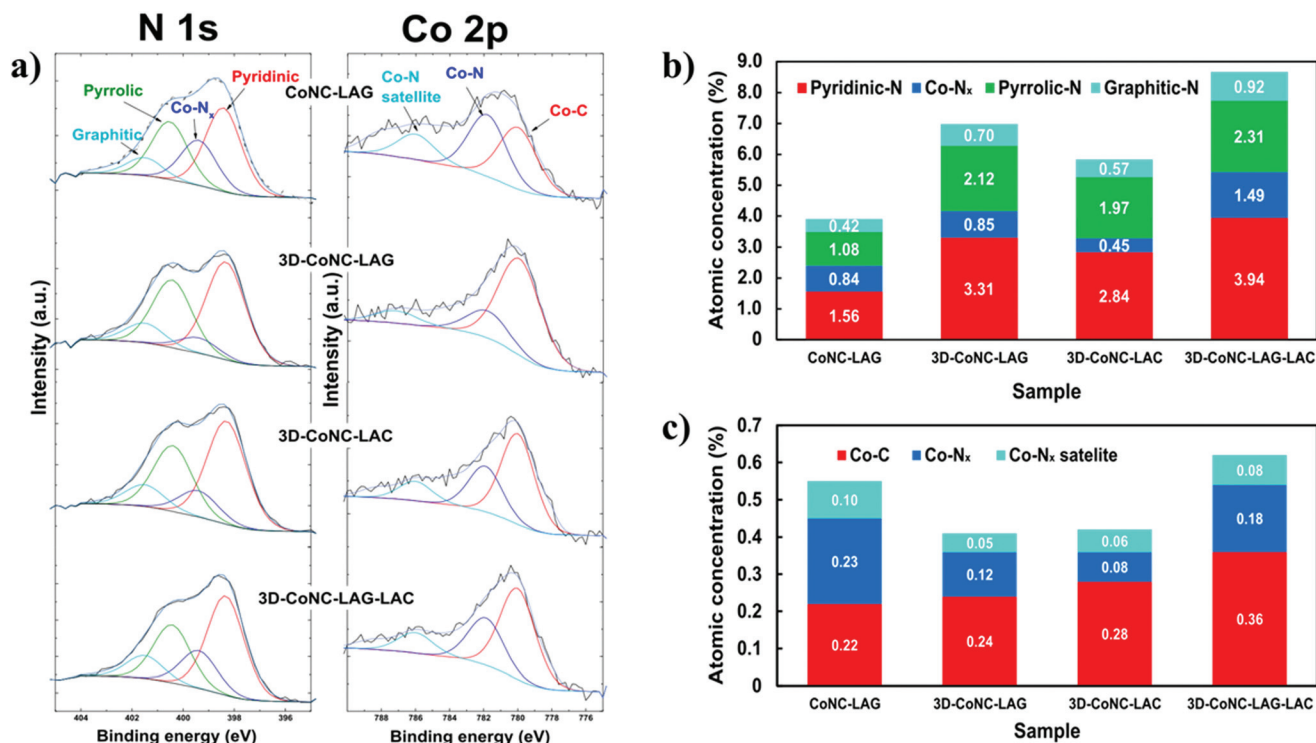 a)
N 1s
Co 2p
Pyrrolic
Pyridinic
Co-Nx
Graphitic
CoNC-LAG
Co-N
satellite
Co-N
Co-C
3D-CoNC-LAG
3D-CoNC-LAC
3D-CoNC-LAG-LAC
Intensity (a.u.)
Intensity (a.u.)
404 402 400 398 396
Binding energy (eV)
788 786 784 782 780 778 776
Binding energy (eV)
b)
Atomic concentration (%)
9.0
8.0
7.0
6.0
5.0
4.0
3.0
2.0
1.0
0
Pyridinic-N Co-Nx Pyrrolic-N Graphitic-N
0.42
1.08
0.84
1.56
0.70
2.12
0.85
3.31
0.57
1.97
0.45
2.84
0.92
2.31
1.49
3.94
CoNC-LAG 3D-CoNC-LAG 3D-CoNC-LAC 3D-CoNC-LAG-LAC
Sample
c)
Atomic concentration (%)
0.7
0.6
0.5
0.4
0.3
0.2
0.1
0
Co-C Co-Nx Co-Nx satelite
0.10
0.23
0.22
0.05
0.12
0.24
0.06
0.08
0.28
0.08
0.18
0.36
CoNC-LAG 3D-CoNC-LAG 3D-CoNC-LAC 3D-CoNC-LAG-LAC
Sample